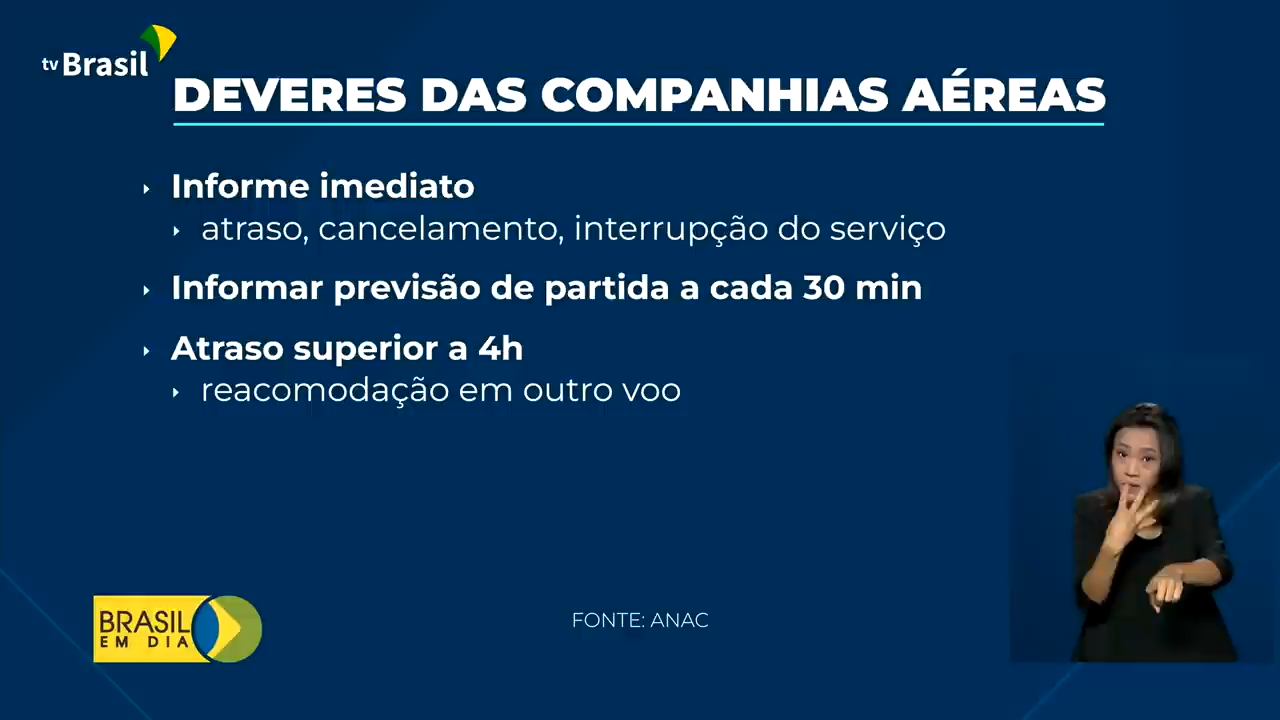 tv Brasil
DEVERES DAS COMPANHIAS AÉREAS
Informe imediato
atraso, cancelamento, interrupção do serviço
Informar previsão de partida a cada 30 min
Atraso superior a 4h
reacomodação em outro voo
BRASIL
EM DIA
FONTE: ANAC